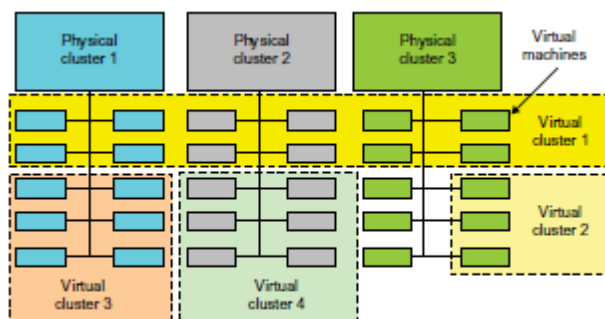 Physical
cluster 1
Physical
cluster 2
Physical
cluster 3
Virtual
machines
Virtual
cluster 1
Virtual
cluster 2
Virtual
cluster 3
Virtual
cluster 4